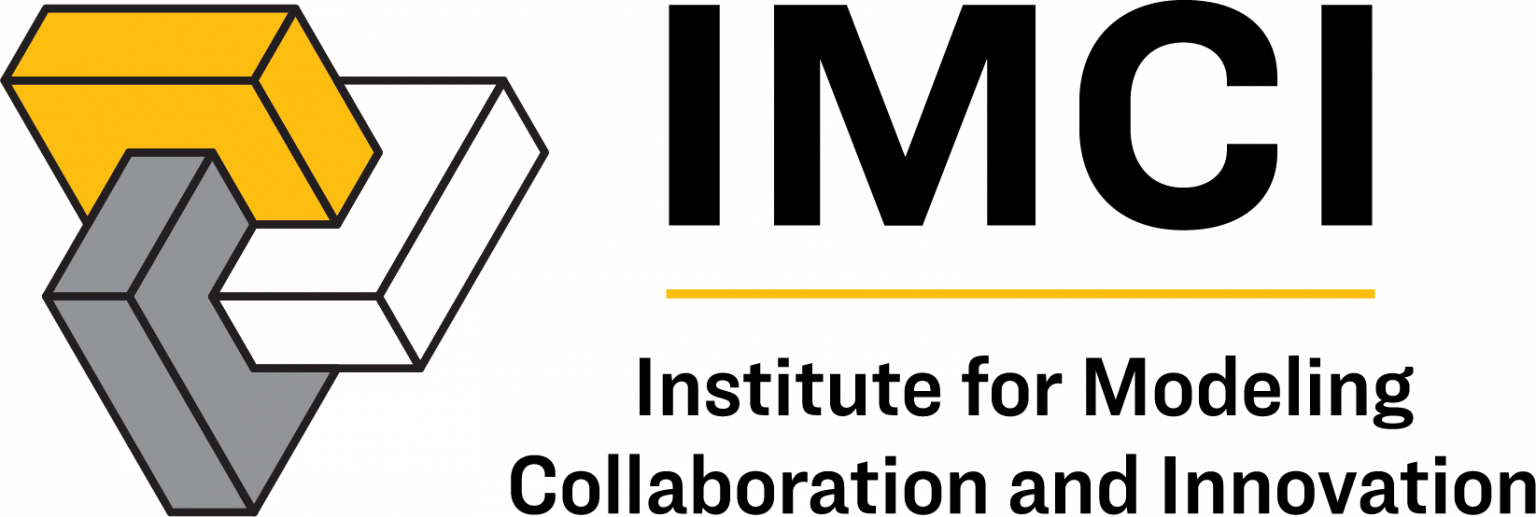 IMCI
Institute for Modeling
Collaboration and Innovation